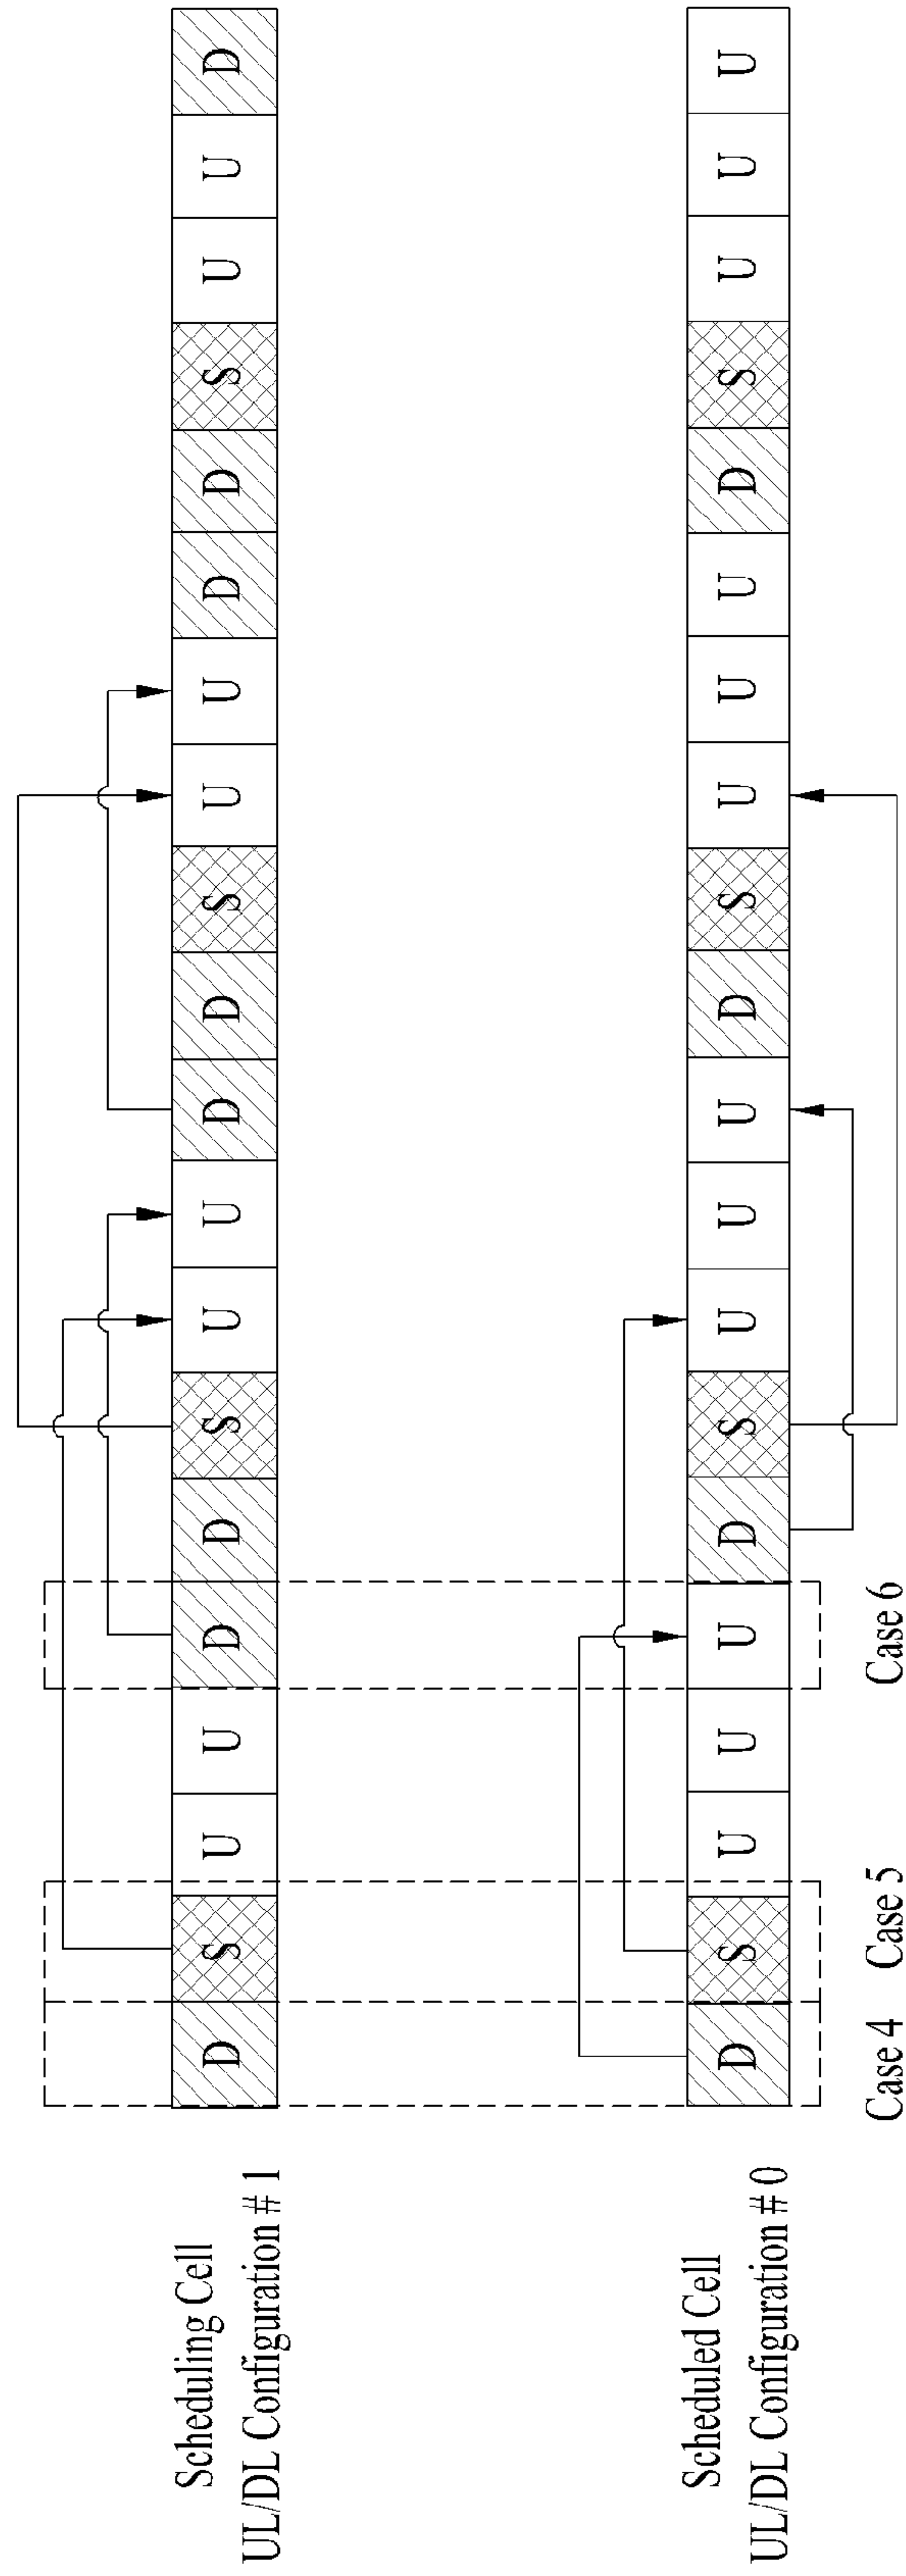 Scheduling Cell
UL/DL Configuration # 1
D S U U D D S U U D D S U U D D S U U D
Scheduled Cell
UL/DL Configuration # 0
D S U U U D S U U U D S U U U D S U U U
Case 4 Case 5 Case 6